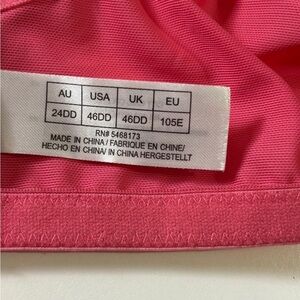 AU USA UK EU
24DD 46DD 46DD 105E
RN# 5468173
MADE IN CHINA / FABRIQUE EN CHINE/
HECHO EN CHINA/ IN CHINA HERGESTELLT